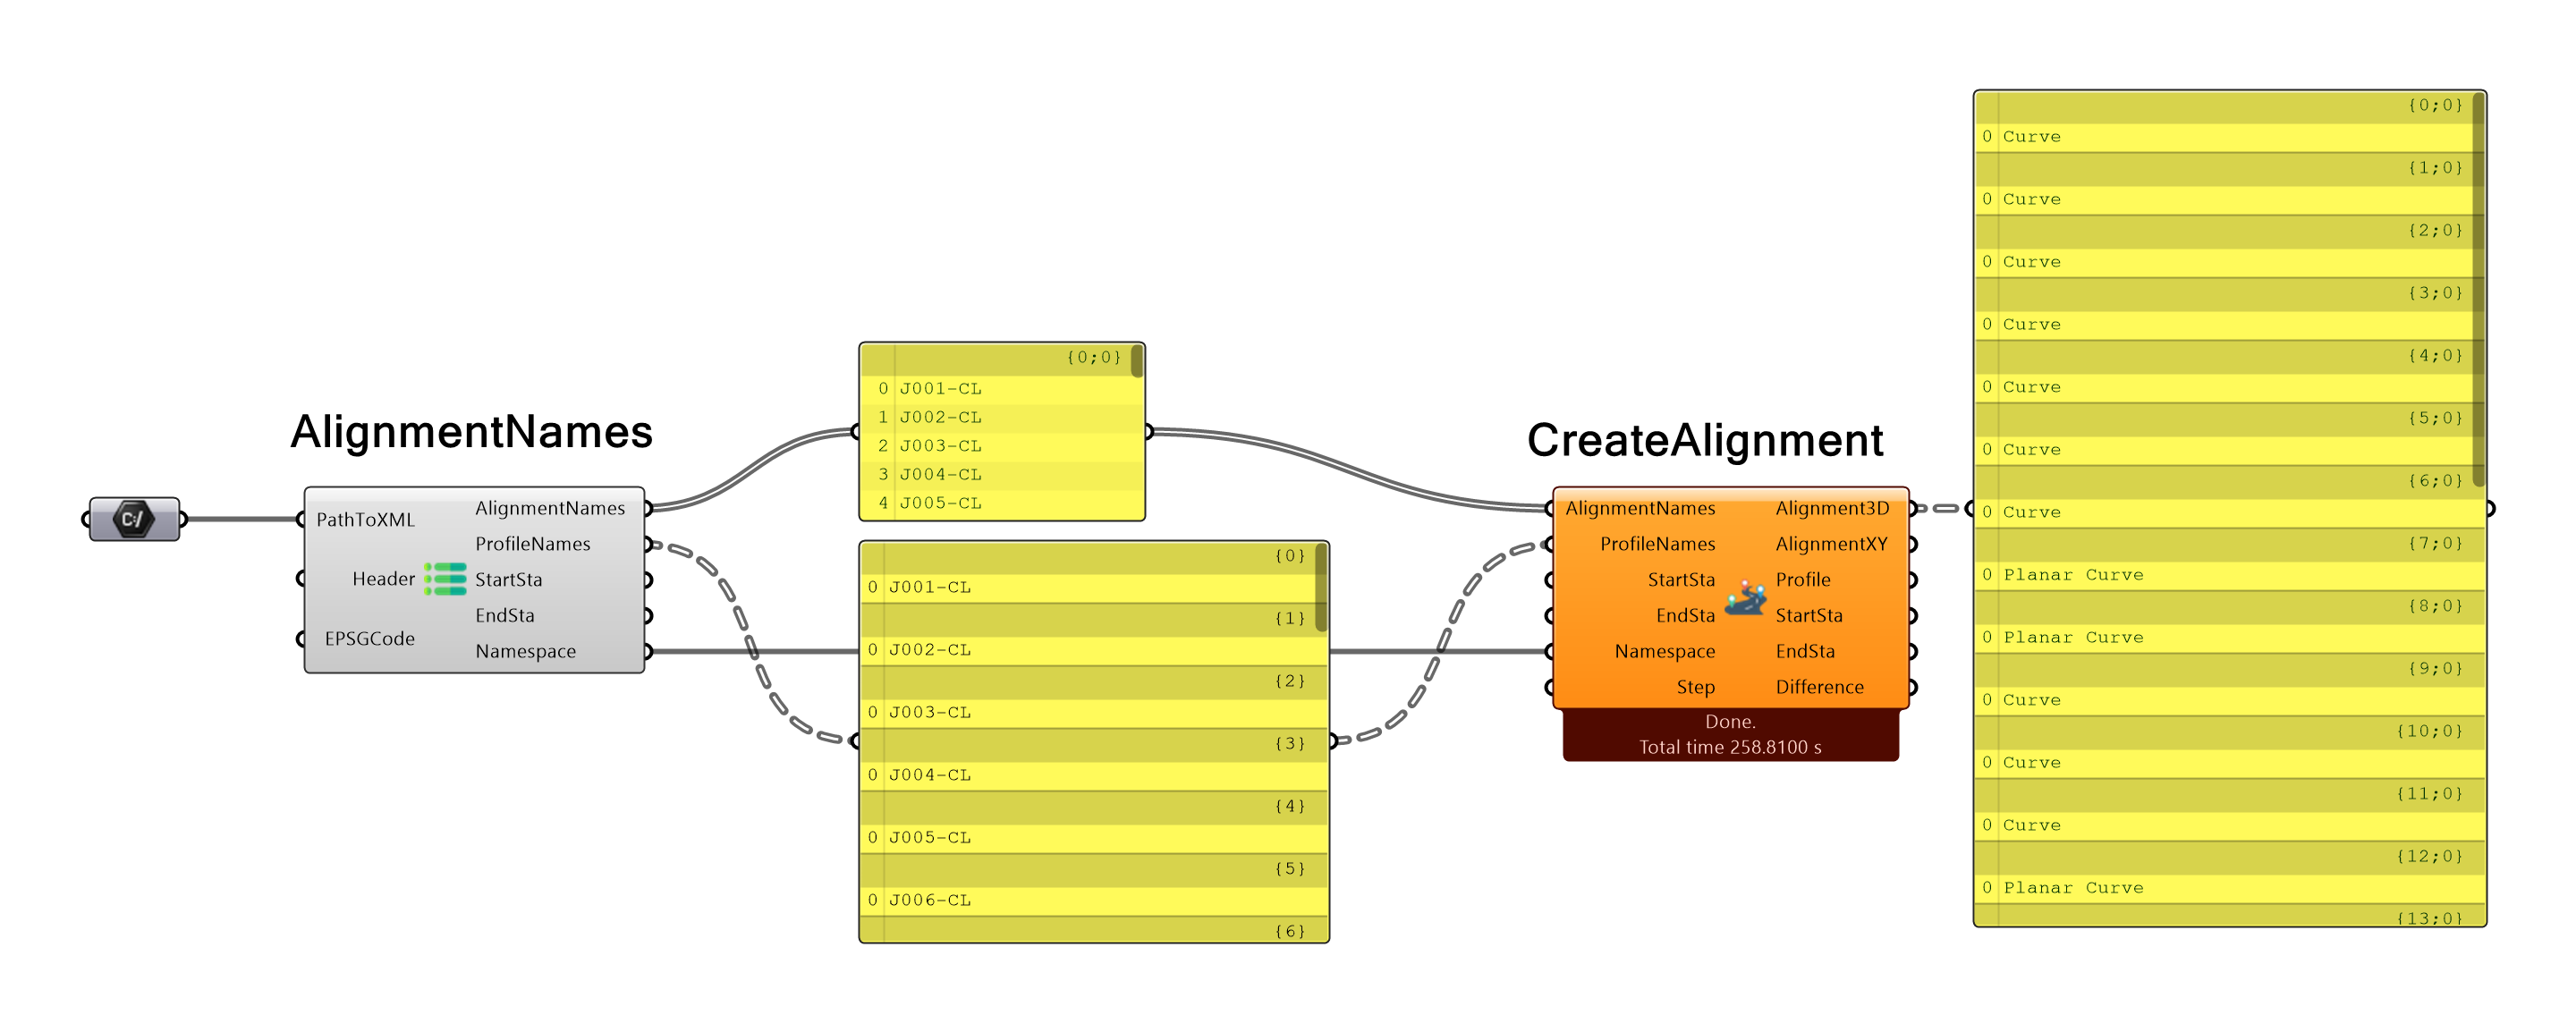 AlignmentNames
C:/
PathToXML
Header
EPSGCode
AlignmentNames
ProfileNames
StartSta
EndSta
Namespace
{0;0}
0 J001-CL
1 J002-CL
2 J003-CL
3 J004-CL
4 J005-CL
{0}
0 J001-CL
{1}
0 J002-CL
{2}
0 J003-CL
{3}
0 J004-CL
{4}
0 J005-CL
{5}
0 J006-CL
{6}
CreateAlignment
AlignmentNames
ProfileNames
StartSta
EndSta
Namespace
Step
Alignment3D
AlignmentXY
Profile
StartSta
EndSta
Difference
Done.
Total time 258.8100 s
{0;0}
0 Curve
{1;0}
0 Curve
{2;0}
0 Curve
{3;0}
0 Curve
{4;0}
0 Curve
{5;0}
0 Curve
{6;0}
0 Curve
{7;0}
0 Planar Curve
{8;0}
0 Planar Curve
{9;0}
0 Curve
{10;0}
0 Curve
{11;0}
0 Curve
{12;0}
0 Planar Curve
{13;0}